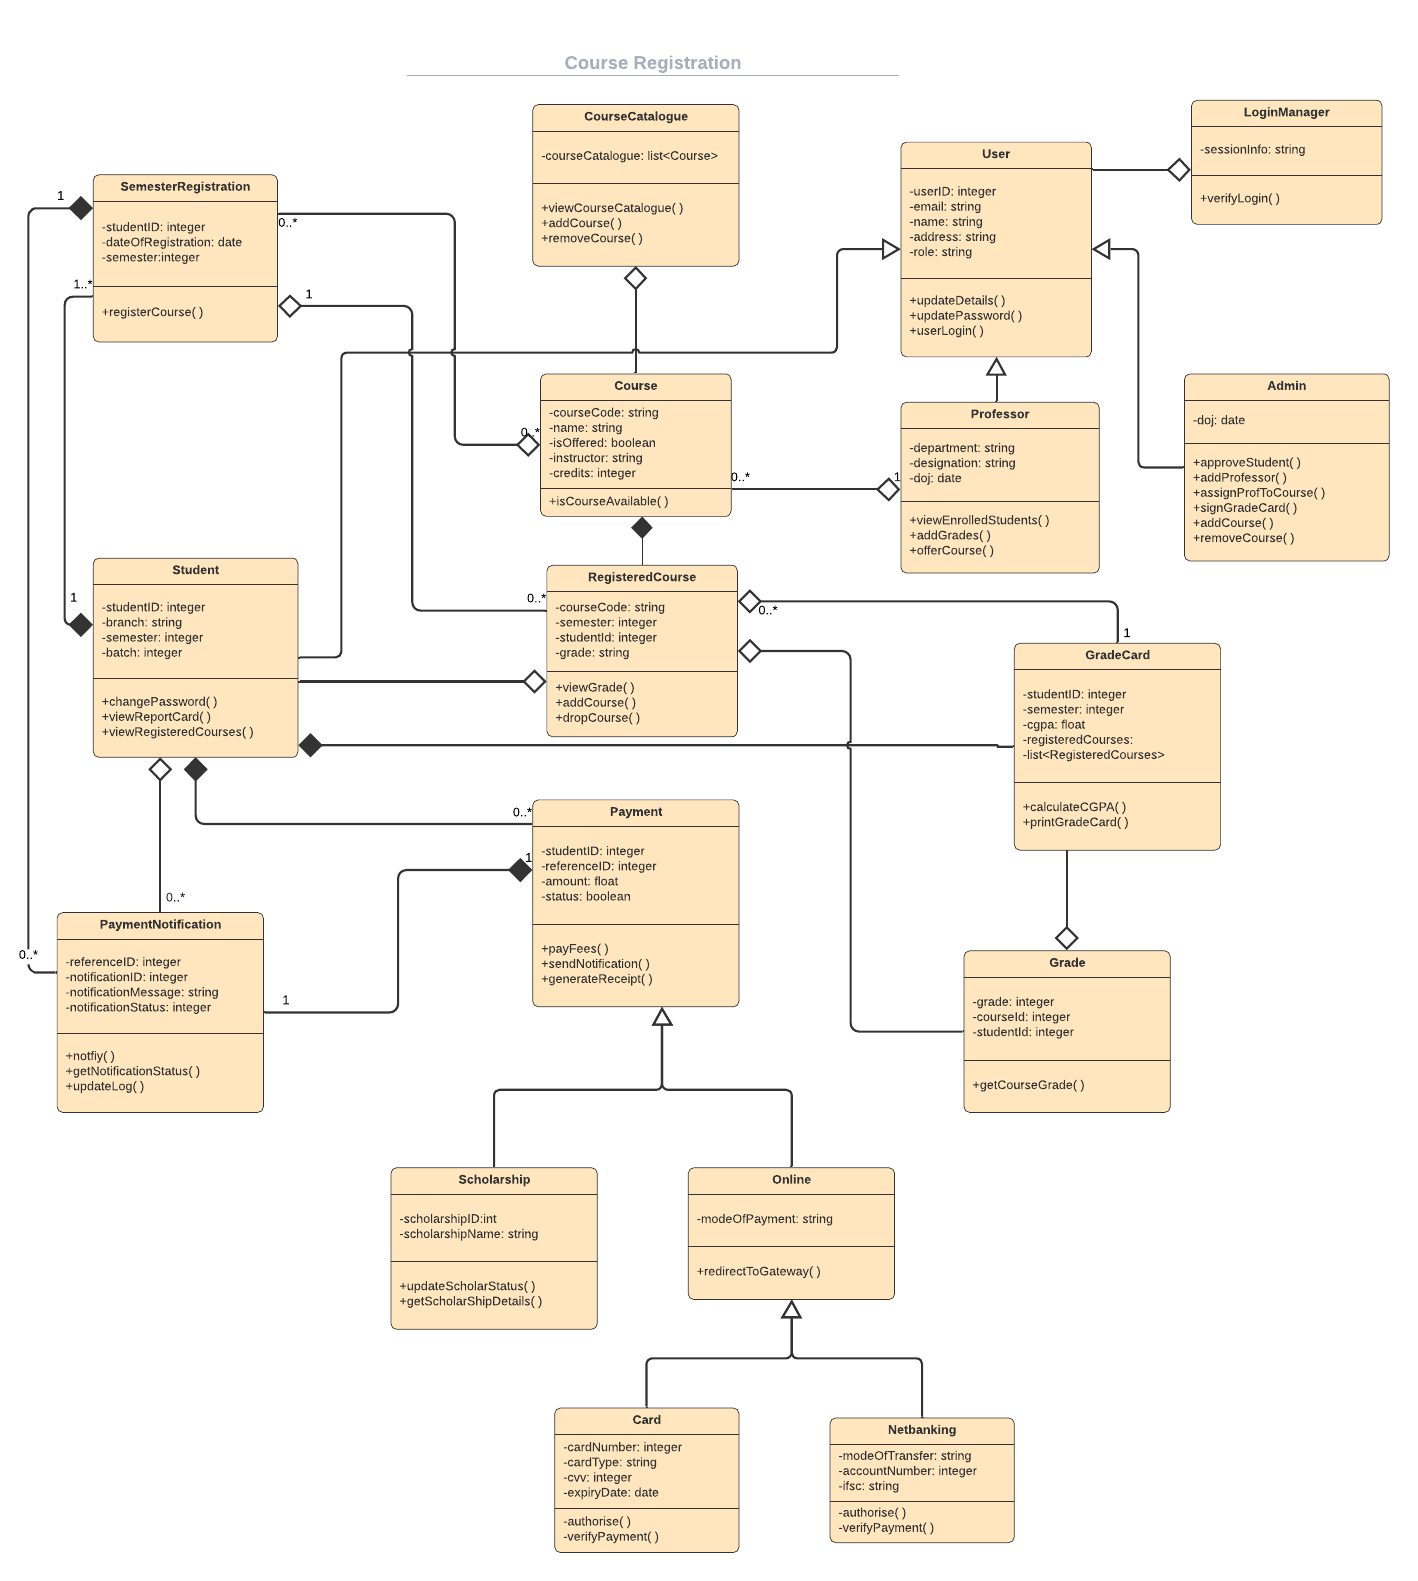 Course Registration
CourseCatalogue
-courseCatalogue: list<Course>
+viewCourseCatalogue( )
+addCourse( )
+removeCourse( )
LoginManager
-sessionInfo: string
+verifyLogin( )
User
-userID: integer
-email: string
-name: string
-address: string
-role: string
+updateDetails( )
+updatePassword( )
+userLogin( )
SemesterRegistration
-studentID: integer
-dateOfRegistration: date
-semester:integer
+registerCourse( )
1
0..*
1..*
1
Course
-courseCode: string
-name: string
-isOffered: boolean
-instructor: string
-credits: integer
+isCourseAvailable( )
0..*
0..*
1
Professor
-department: string
-designation: string
-doj: date
+viewEnrolledStudents( )
+addGrades( )
+offerCourse( )
Admin
-doj: date
+approveStudent( )
+addProfessor( )
+assignProfToCourse( )
+signGradeCard( )
+addCourse( )
+removeCourse( )
Student
-studentID: integer
-branch: string
-semester: integer
-batch: integer
+changePassword( )
+viewReportCard( )
+viewRegisteredCourses( )
1
RegisteredCourse
-courseCode: string
-semester: integer
-studentId: integer
-grade: string
+viewGrade( )
+addCourse( )
+dropCourse( )
0..*
0..*
1
GradeCard
-studentID: integer
-semester: integer
-cgpa: float
-registeredCourses:
-list<RegisteredCourses>
+calculateCGPA( )
+printGradeCard( )
0..*
1
Payment
-studentID: integer
-referenceID: integer
-amount: float
-status: boolean
+payFees( )
+sendNotification( )
+generateReceipt( )
0..*
0..*
1
PaymentNotification
-referenceID: integer
-notificationID: integer
-notificationMessage: string
-notificationStatus: integer
+notfiy( )
+getNotificationStatus( )
+updateLog( )
Grade
-grade: integer
-courseId: integer
-studentId: integer
+getCourseGrade( )
Scholarship
-scholarshipID:int
-scholarshipName: string
+updateScholarStatus( )
+getScholarShipDetails( )
Online
-modeOfPayment: string
+redirectToGateway( )
Card
-cardNumber: integer
-cardType: string
-cvv: integer
-expiryDate: date
-authorise( )
-verifyPayment( )
Netbanking
-modeOfTransfer: string
-accountNumber: integer
-ifsc: string
-authorise( )
-verifyPayment( )